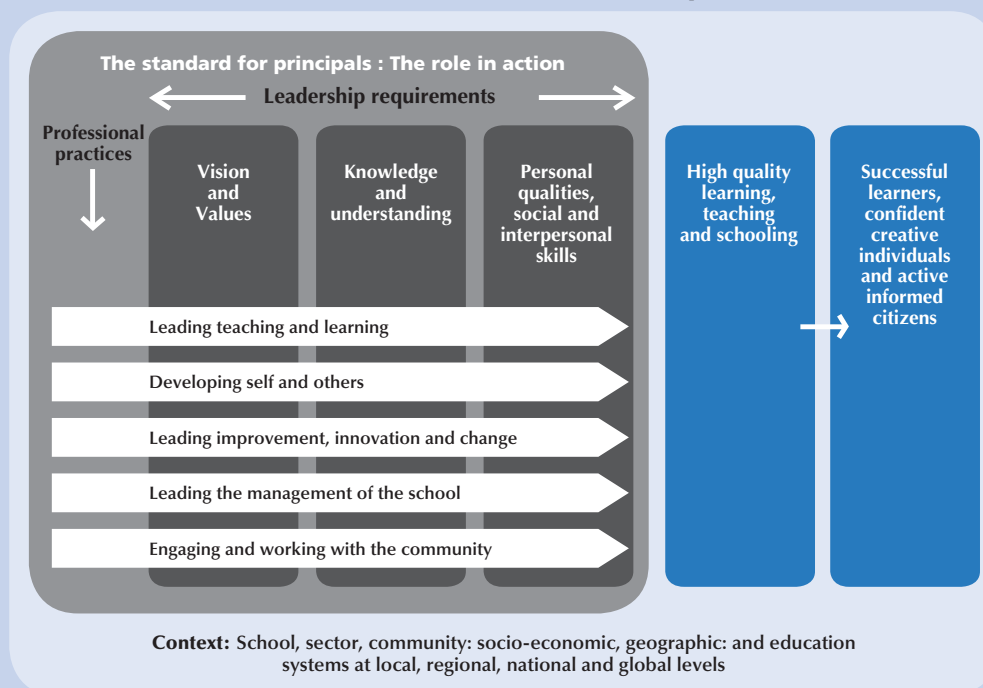 The standard for principals : The role in action
Leadership requirements
Professional
practices
Vision
and
Values
Knowledge
and
understanding
Personal
qualities,
social and
interpersonal
skills
High quality
learning,
teaching
and schooling
Successful
learners,
confident
creative
individuals
and active
informed
citizens
Leading teaching and learning
Developing self and others
Leading improvement, innovation and change
Leading the management of the school
Engaging and working with the community
Context: School, sector, community: socio-economic, geographic: and education
systems at local, regional, national and global levels